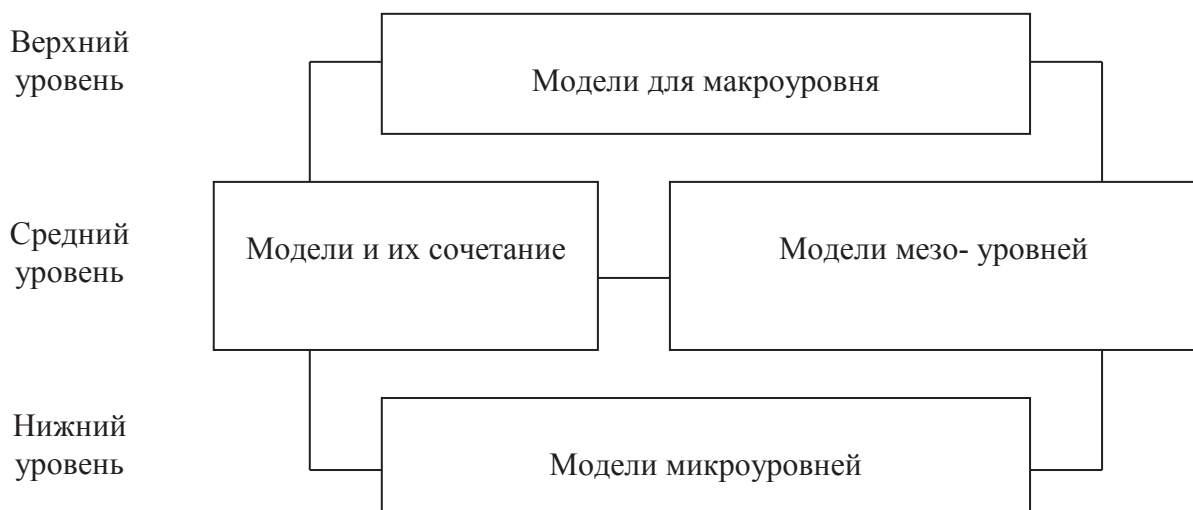 Верхний
уровень
Модели для макроуровня
Средний
уровень
Модели и их сочетание
Модели мезо- уровней
Нижний
уровень
Модели микроуровней